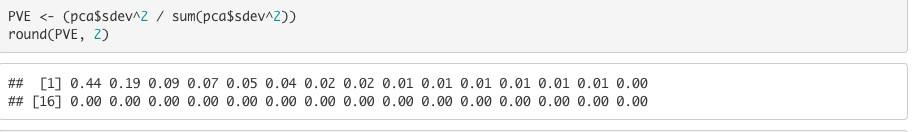 PVE <- (pca$sdev^2 / sum(pca$sdev^2))
round(PVE, 2)
##  [1] 0.44 0.19 0.09 0.07 0.05 0.04 0.02 0.02 0.01 0.01 0.01 0.01 0.01 0.01 0.00
## [16] 0.00 0.00 0.00 0.00 0.00 0.00 0.00 0.00 0.00 0.00 0.00 0.00 0.00 0.00 0.00